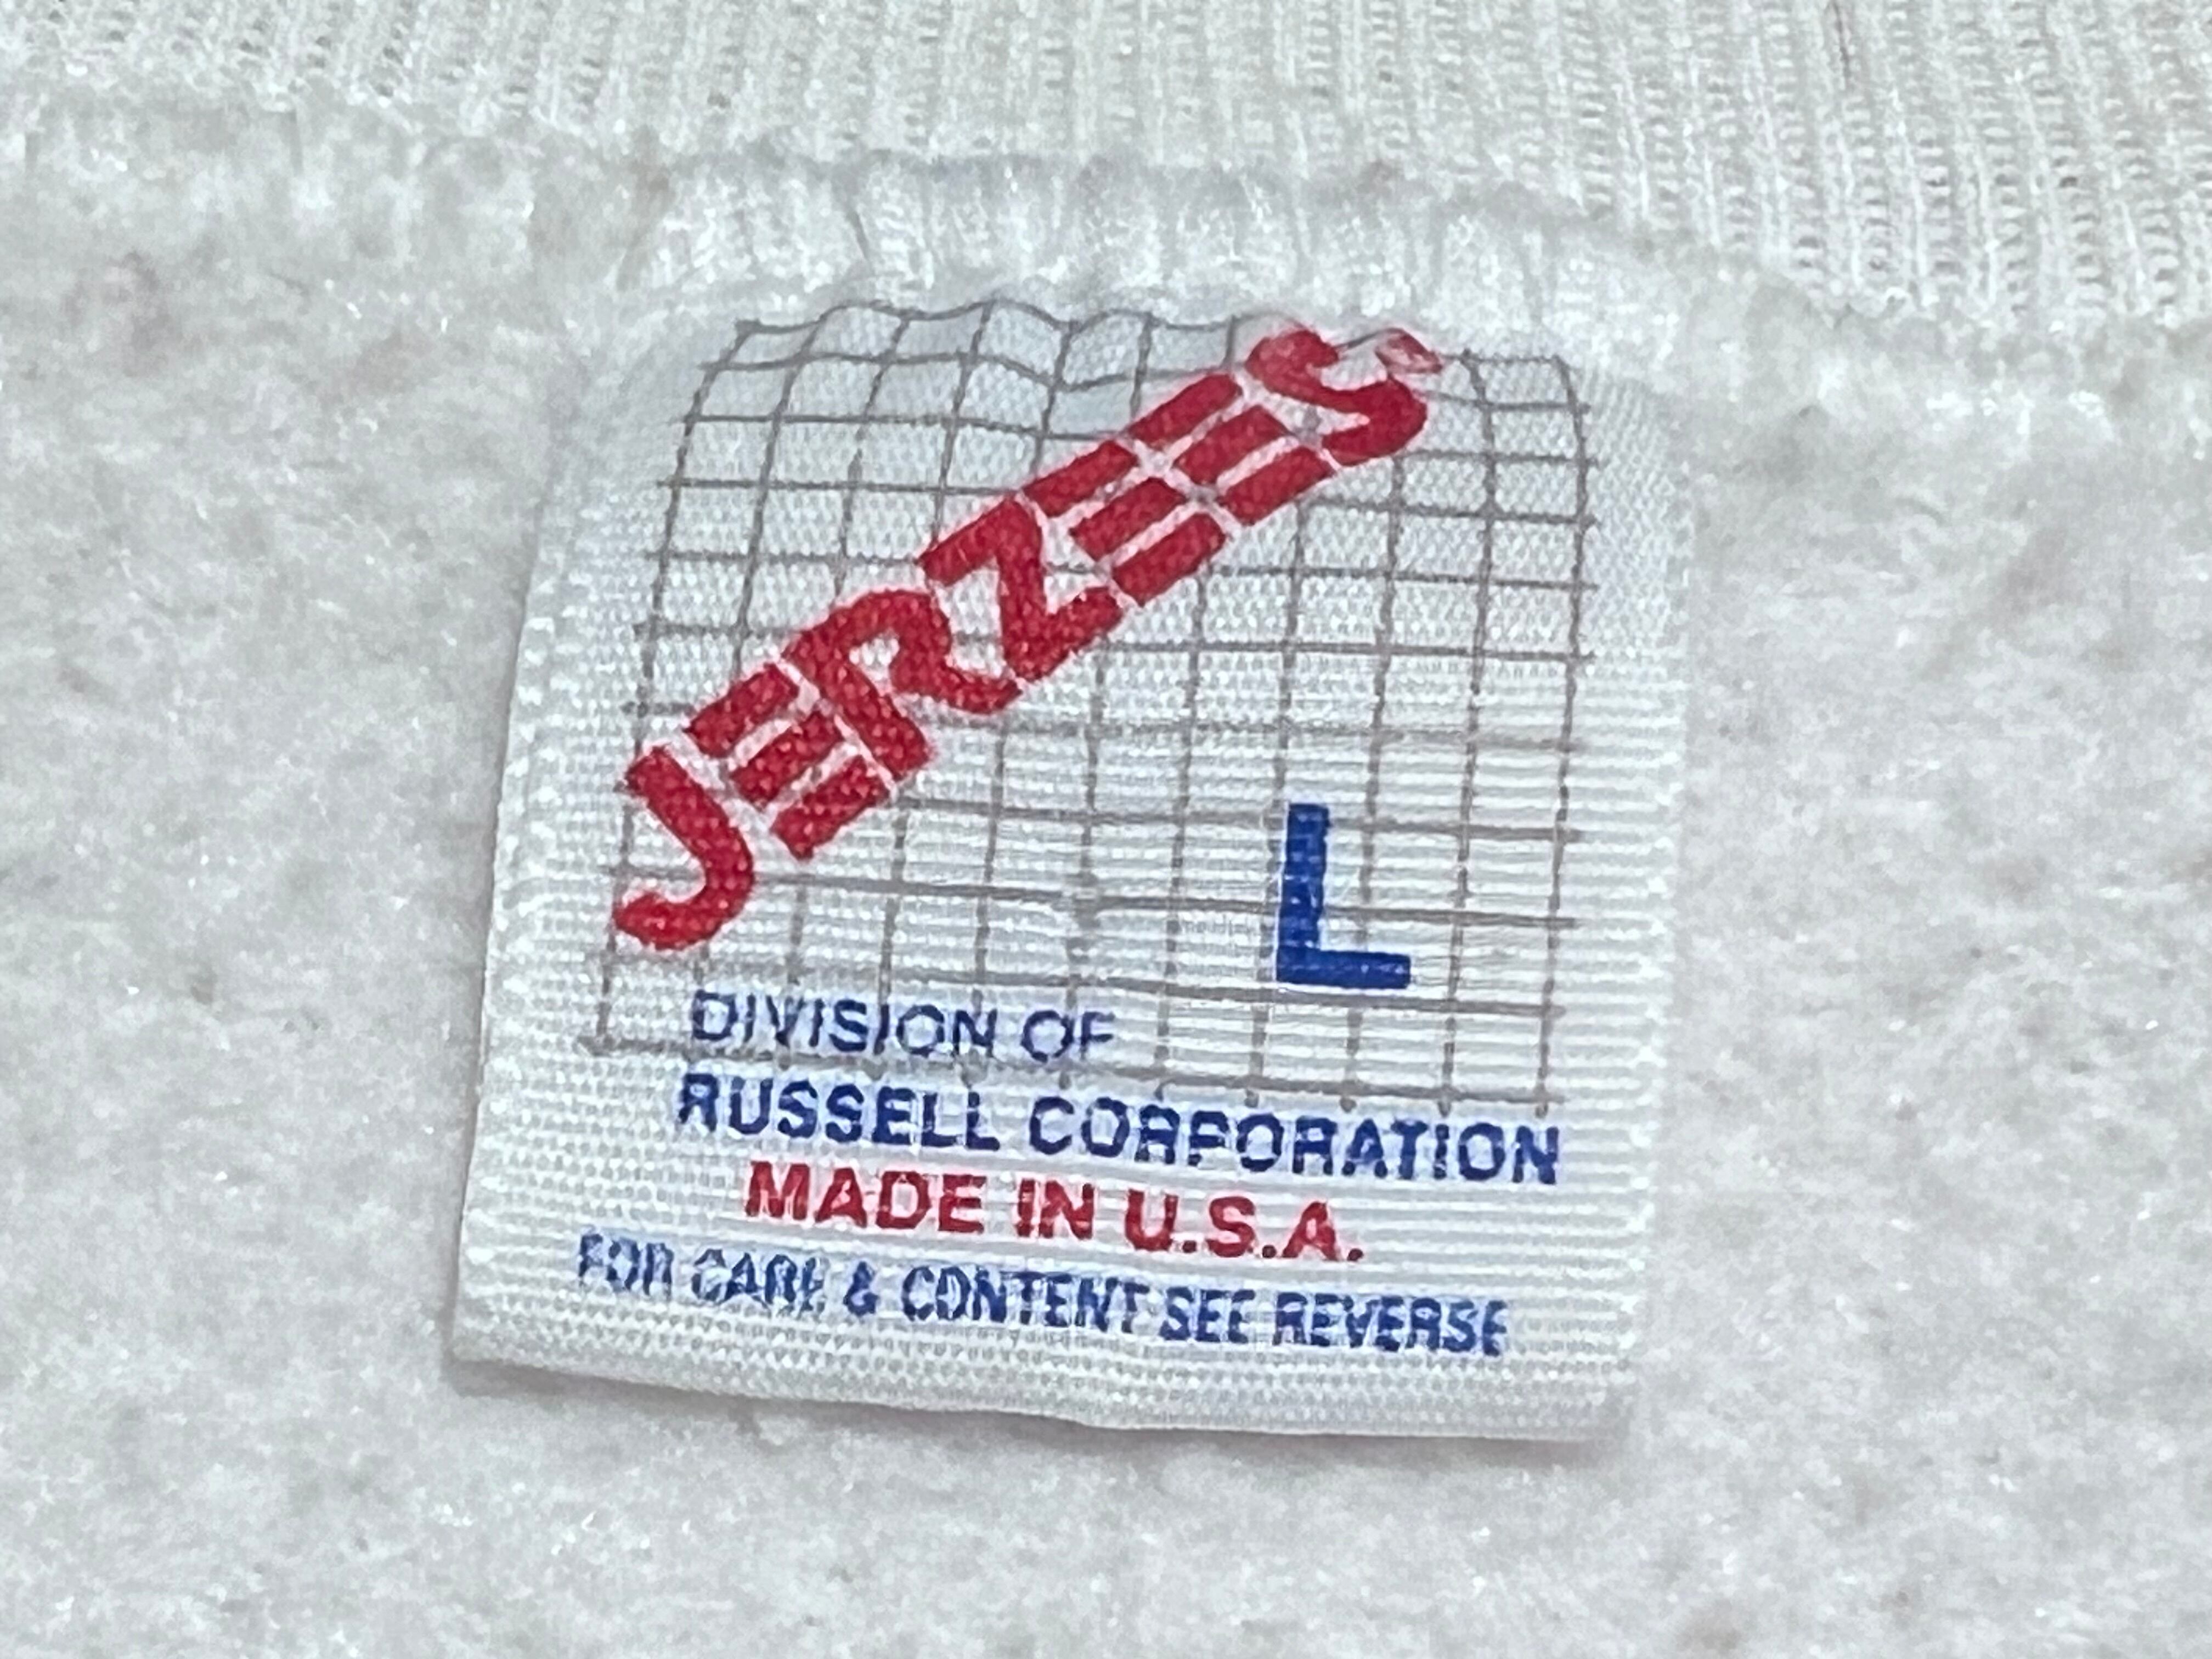 JERZEES
L
DIVISION OF
RUSSELL CORPORATION
MADE IN U.S.A.
FOR CARE & CONTENT SEE REVERSE